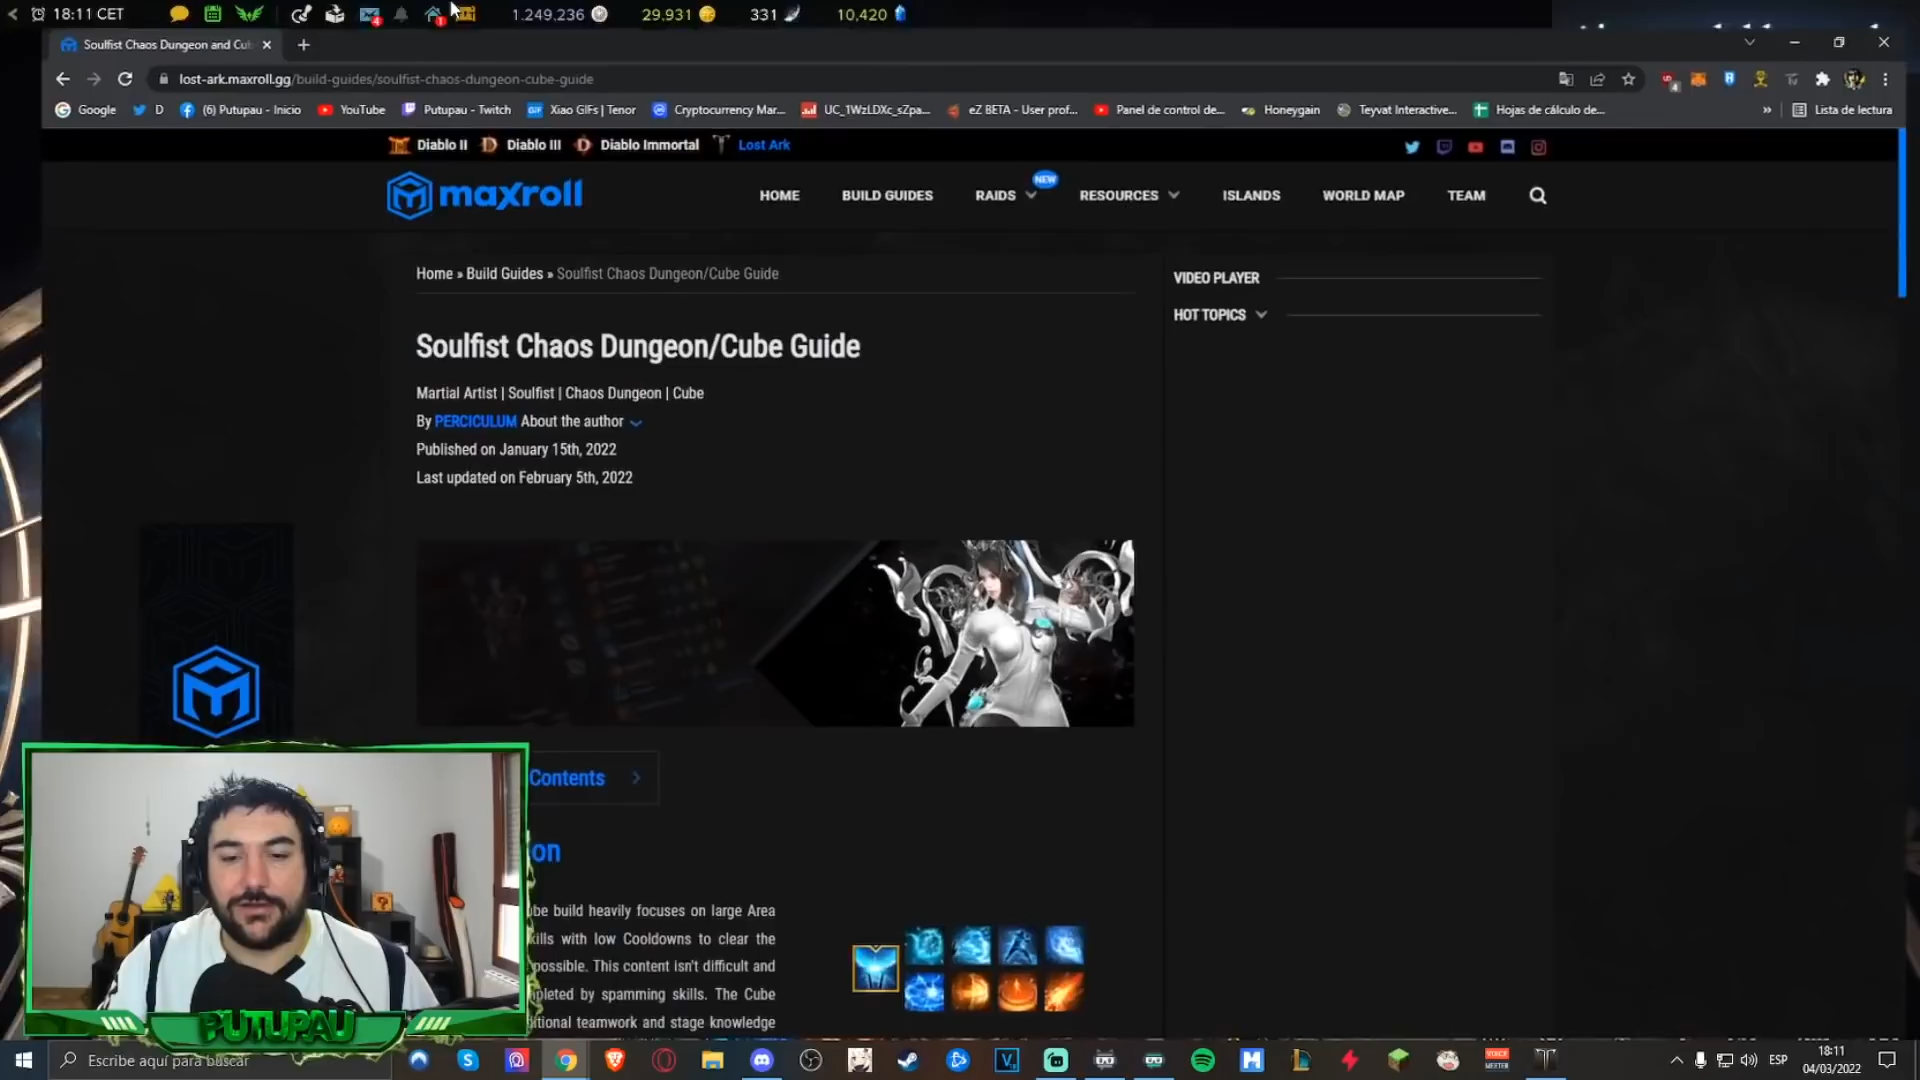 18:11 CET 4 1 1.249,236 29,931 331 10,420
Soulfist Chaos Dungeon and Cu
lost-ark.maxroll.gg/build-guides/soulfist-chaos-dungeon-cube-guide
Google D (6) Putupau - Inicio YouTube Putupau - Twitch Xiao GIFs | Tenor Cryptocurrency Mar... UC_1WzLDXc_sZpa... eZ BETA - User prof... Panel de control de... Honeygain Teyvat Interactive... Hojas de cálculo de... » Lista de lectura
Diablo II Diablo III Diablo Immortal Lost Ark
maxroll HOME BUILD GUIDES RAIDS NEW RESOURCES ISLANDS WORLD MAP TEAM
Home » Build Guides » Soulfist Chaos Dungeon/Cube Guide
VIDEO PLAYER
HOT TOPICS
Soulfist Chaos Dungeon/Cube Guide
Martial Artist | Soulfist | Chaos Dungeon | Cube
By PERCICULUM About the author
Published on January 15th, 2022
Last updated on February 5th, 2022
Contents
on
be build heavily focuses on large Area
kills with low Cooldowns to clear the
possible. This content isn't difficult and
pleted by spamming skills. The Cube
itional teamwork and stage knowledge
PUTUPAU
Escribe aquí para buscar
ESP
18:11
04/03/2022